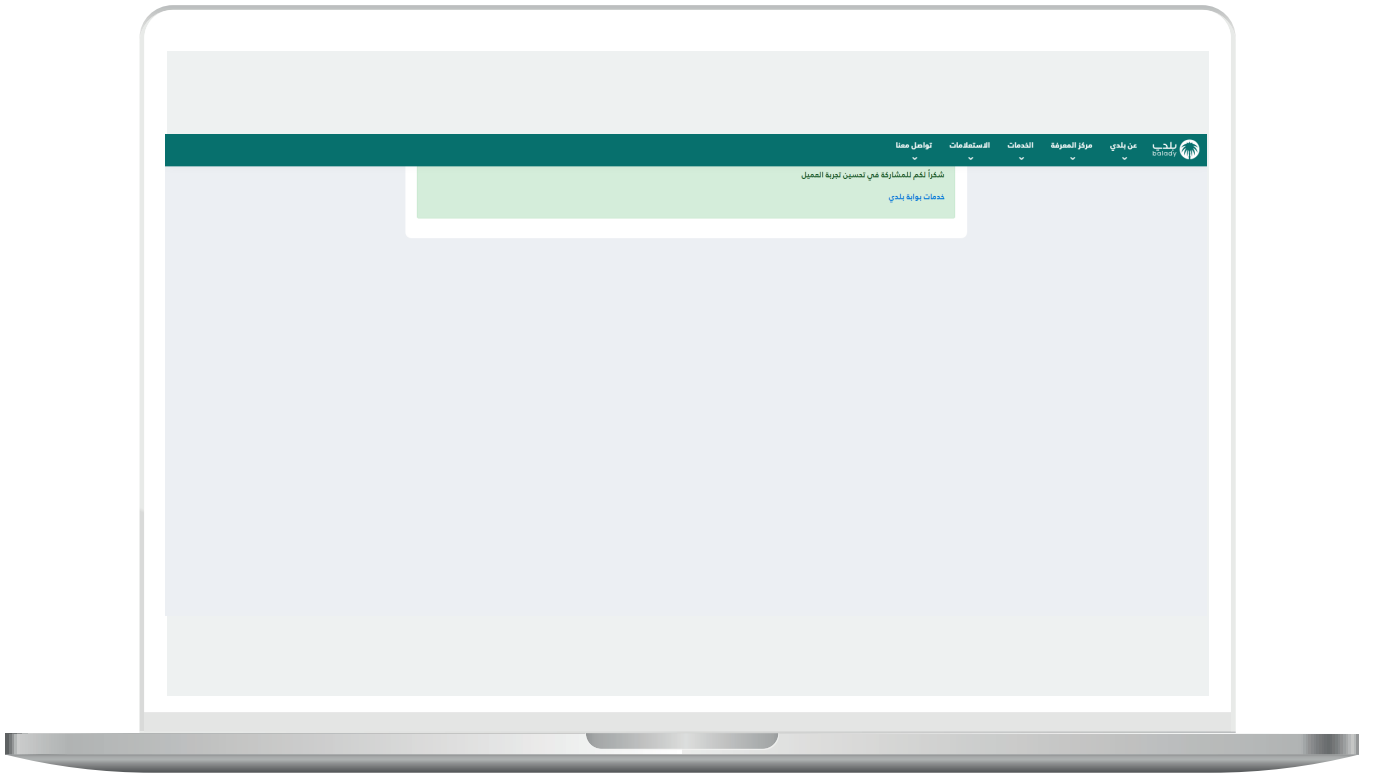 بلدي
balady
عن بلدي
مركز المعرفة
الخدمات
الاستعلامات
تواصل معنا
شكراً لكم للمشاركة في تحسين تجربة العميل
خدمات بوابة بلدي